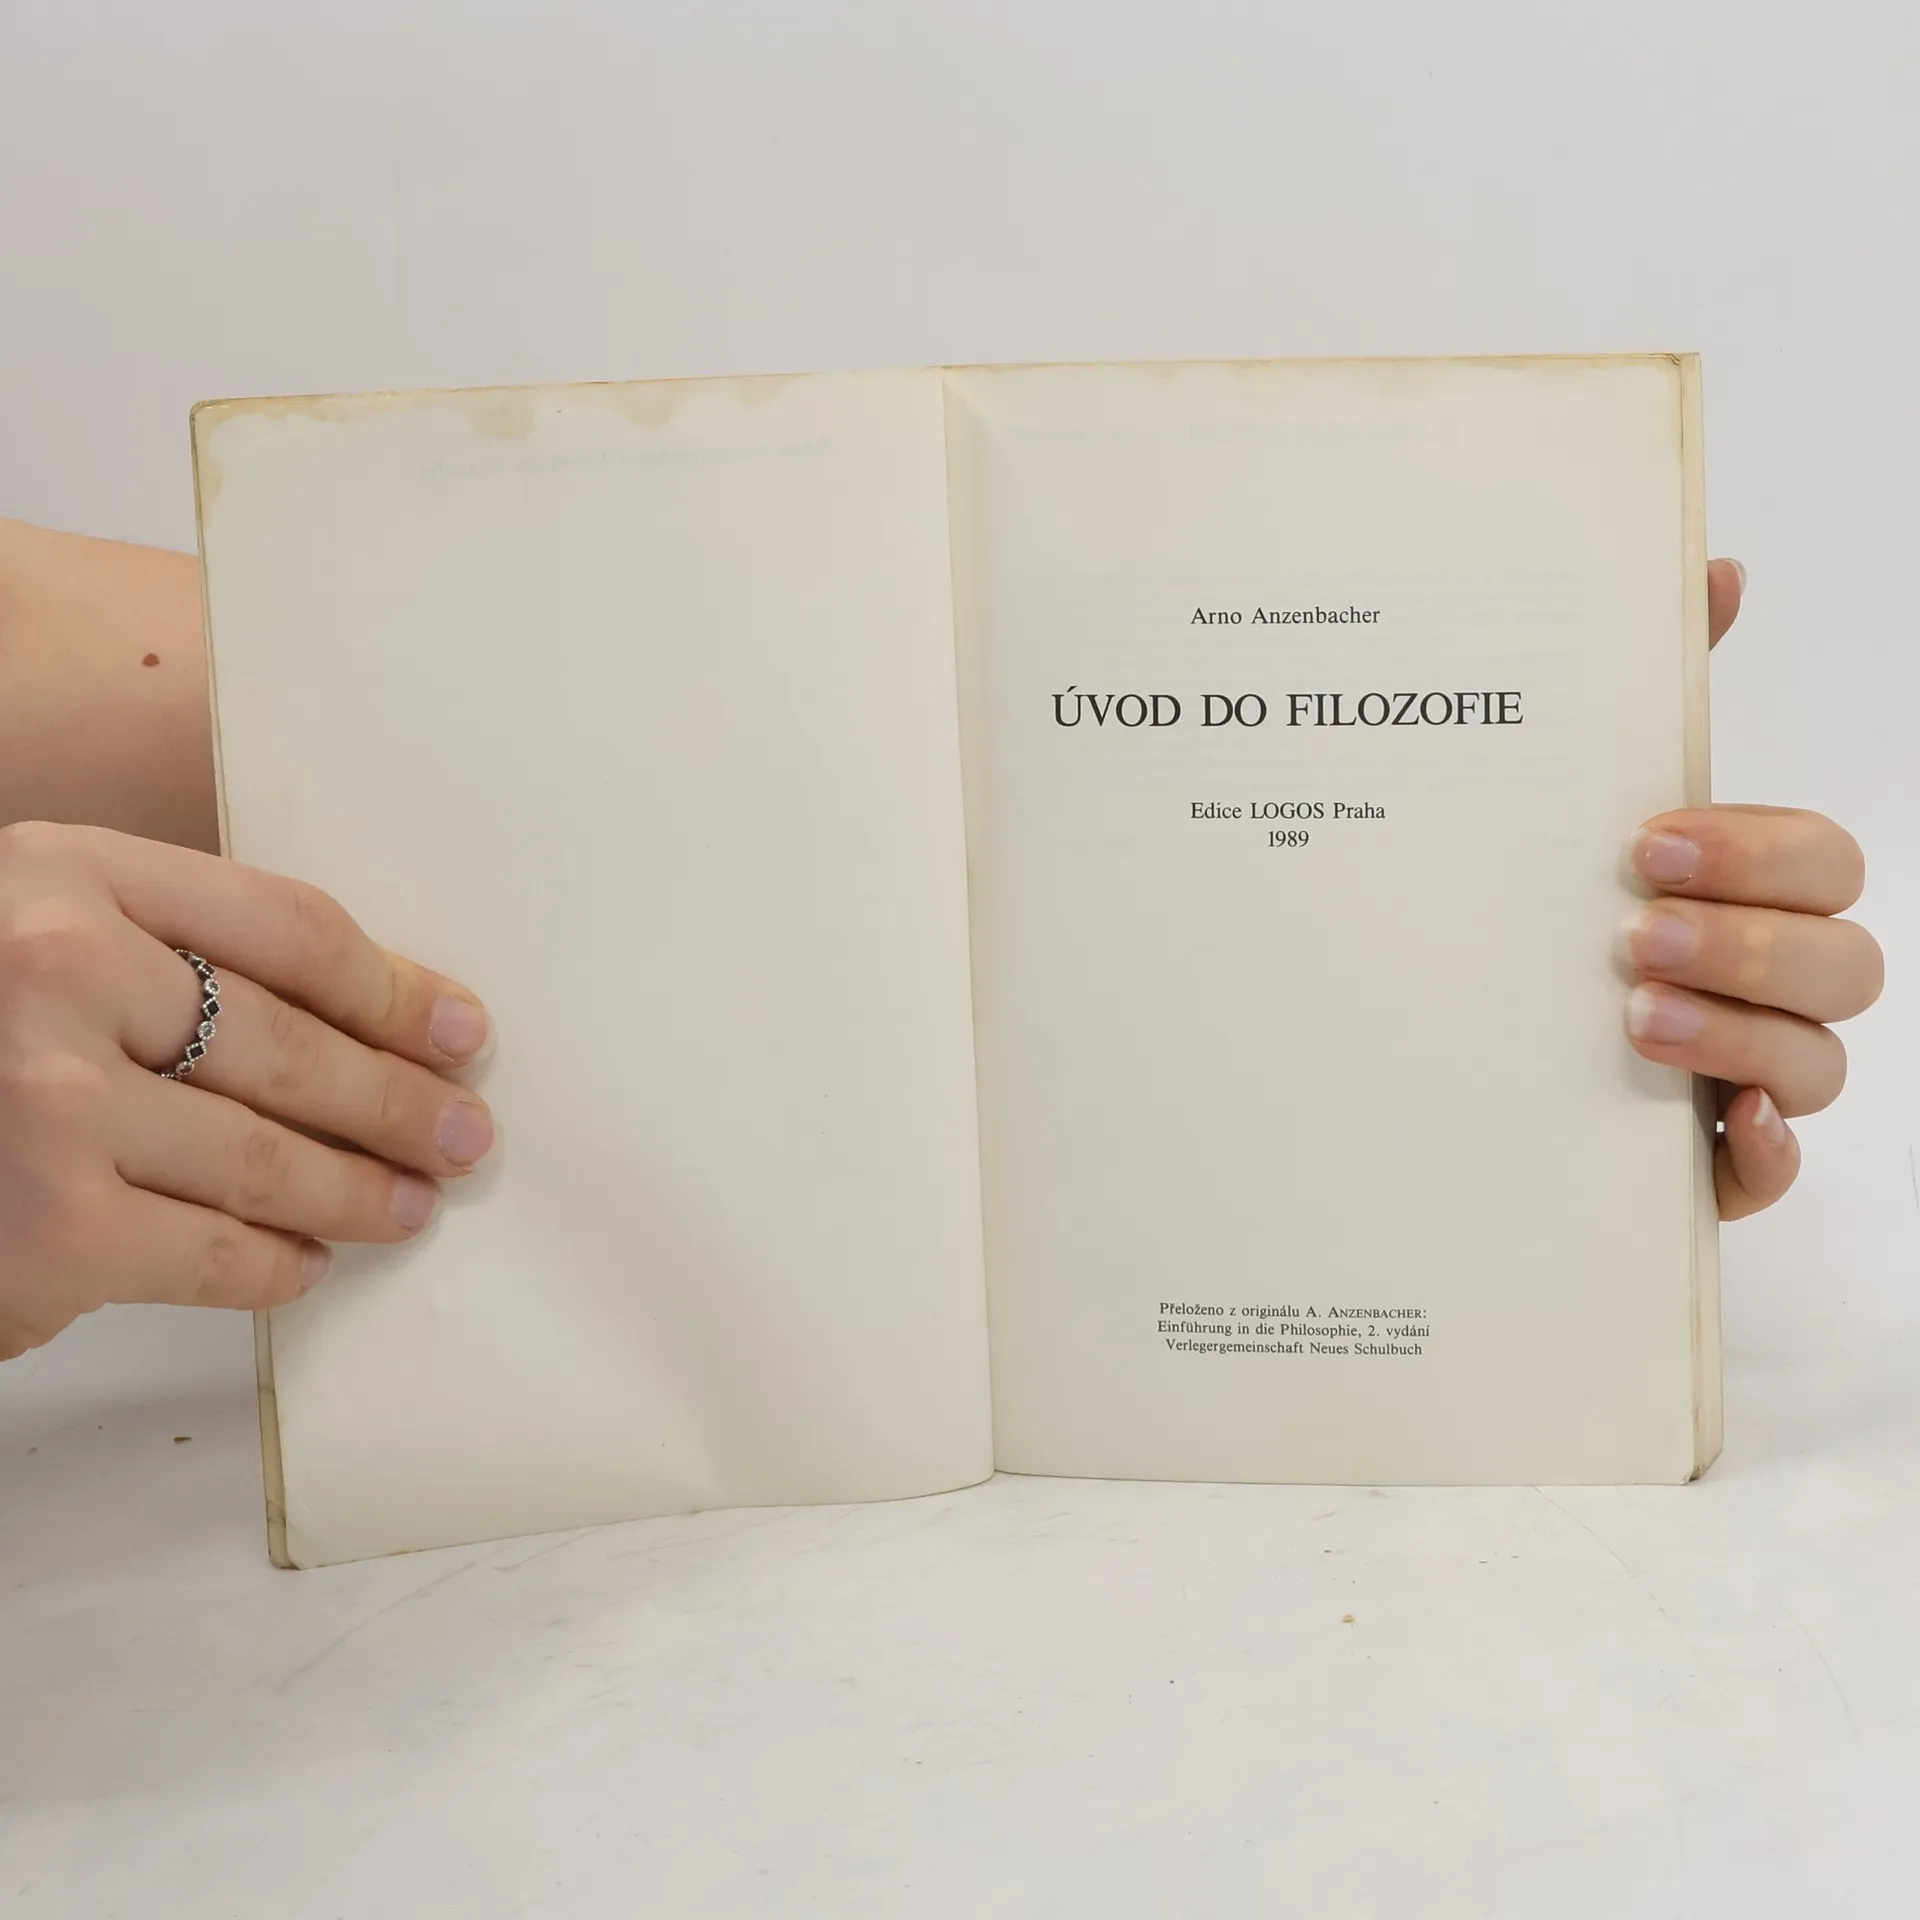 Arno Anzenbacher
ÚVOD DO FILOZOFIE
Edice LOGOS Praha
1989
Přeloženo z originálu A. ANZENBACHER:
Einführung in die Philosophie, 2. vydání
Verlegergemeinschaft Neues Schulbuch